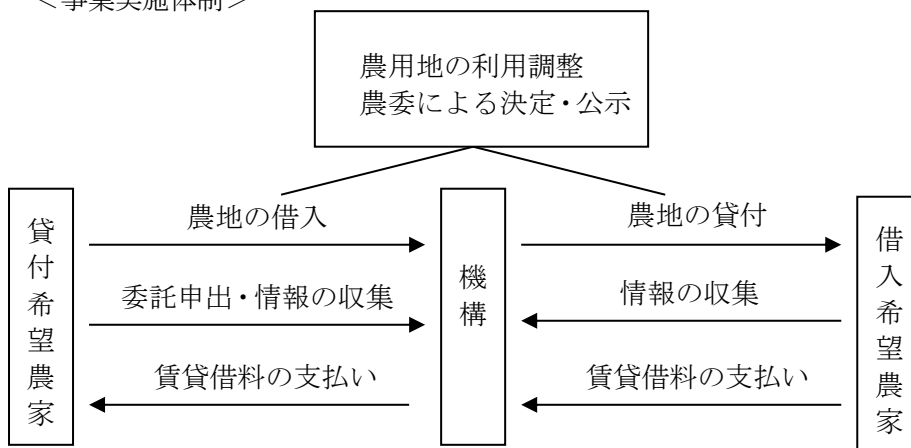 <事業実施体制>
農用地の利用調整
農委による決定・公示
貸付希望農家
農地の借入
委託申出・情報の収集
賃貸借料の支払い
機構
農地の貸付
情報の収集
賃貸借料の支払い
借入希望農家